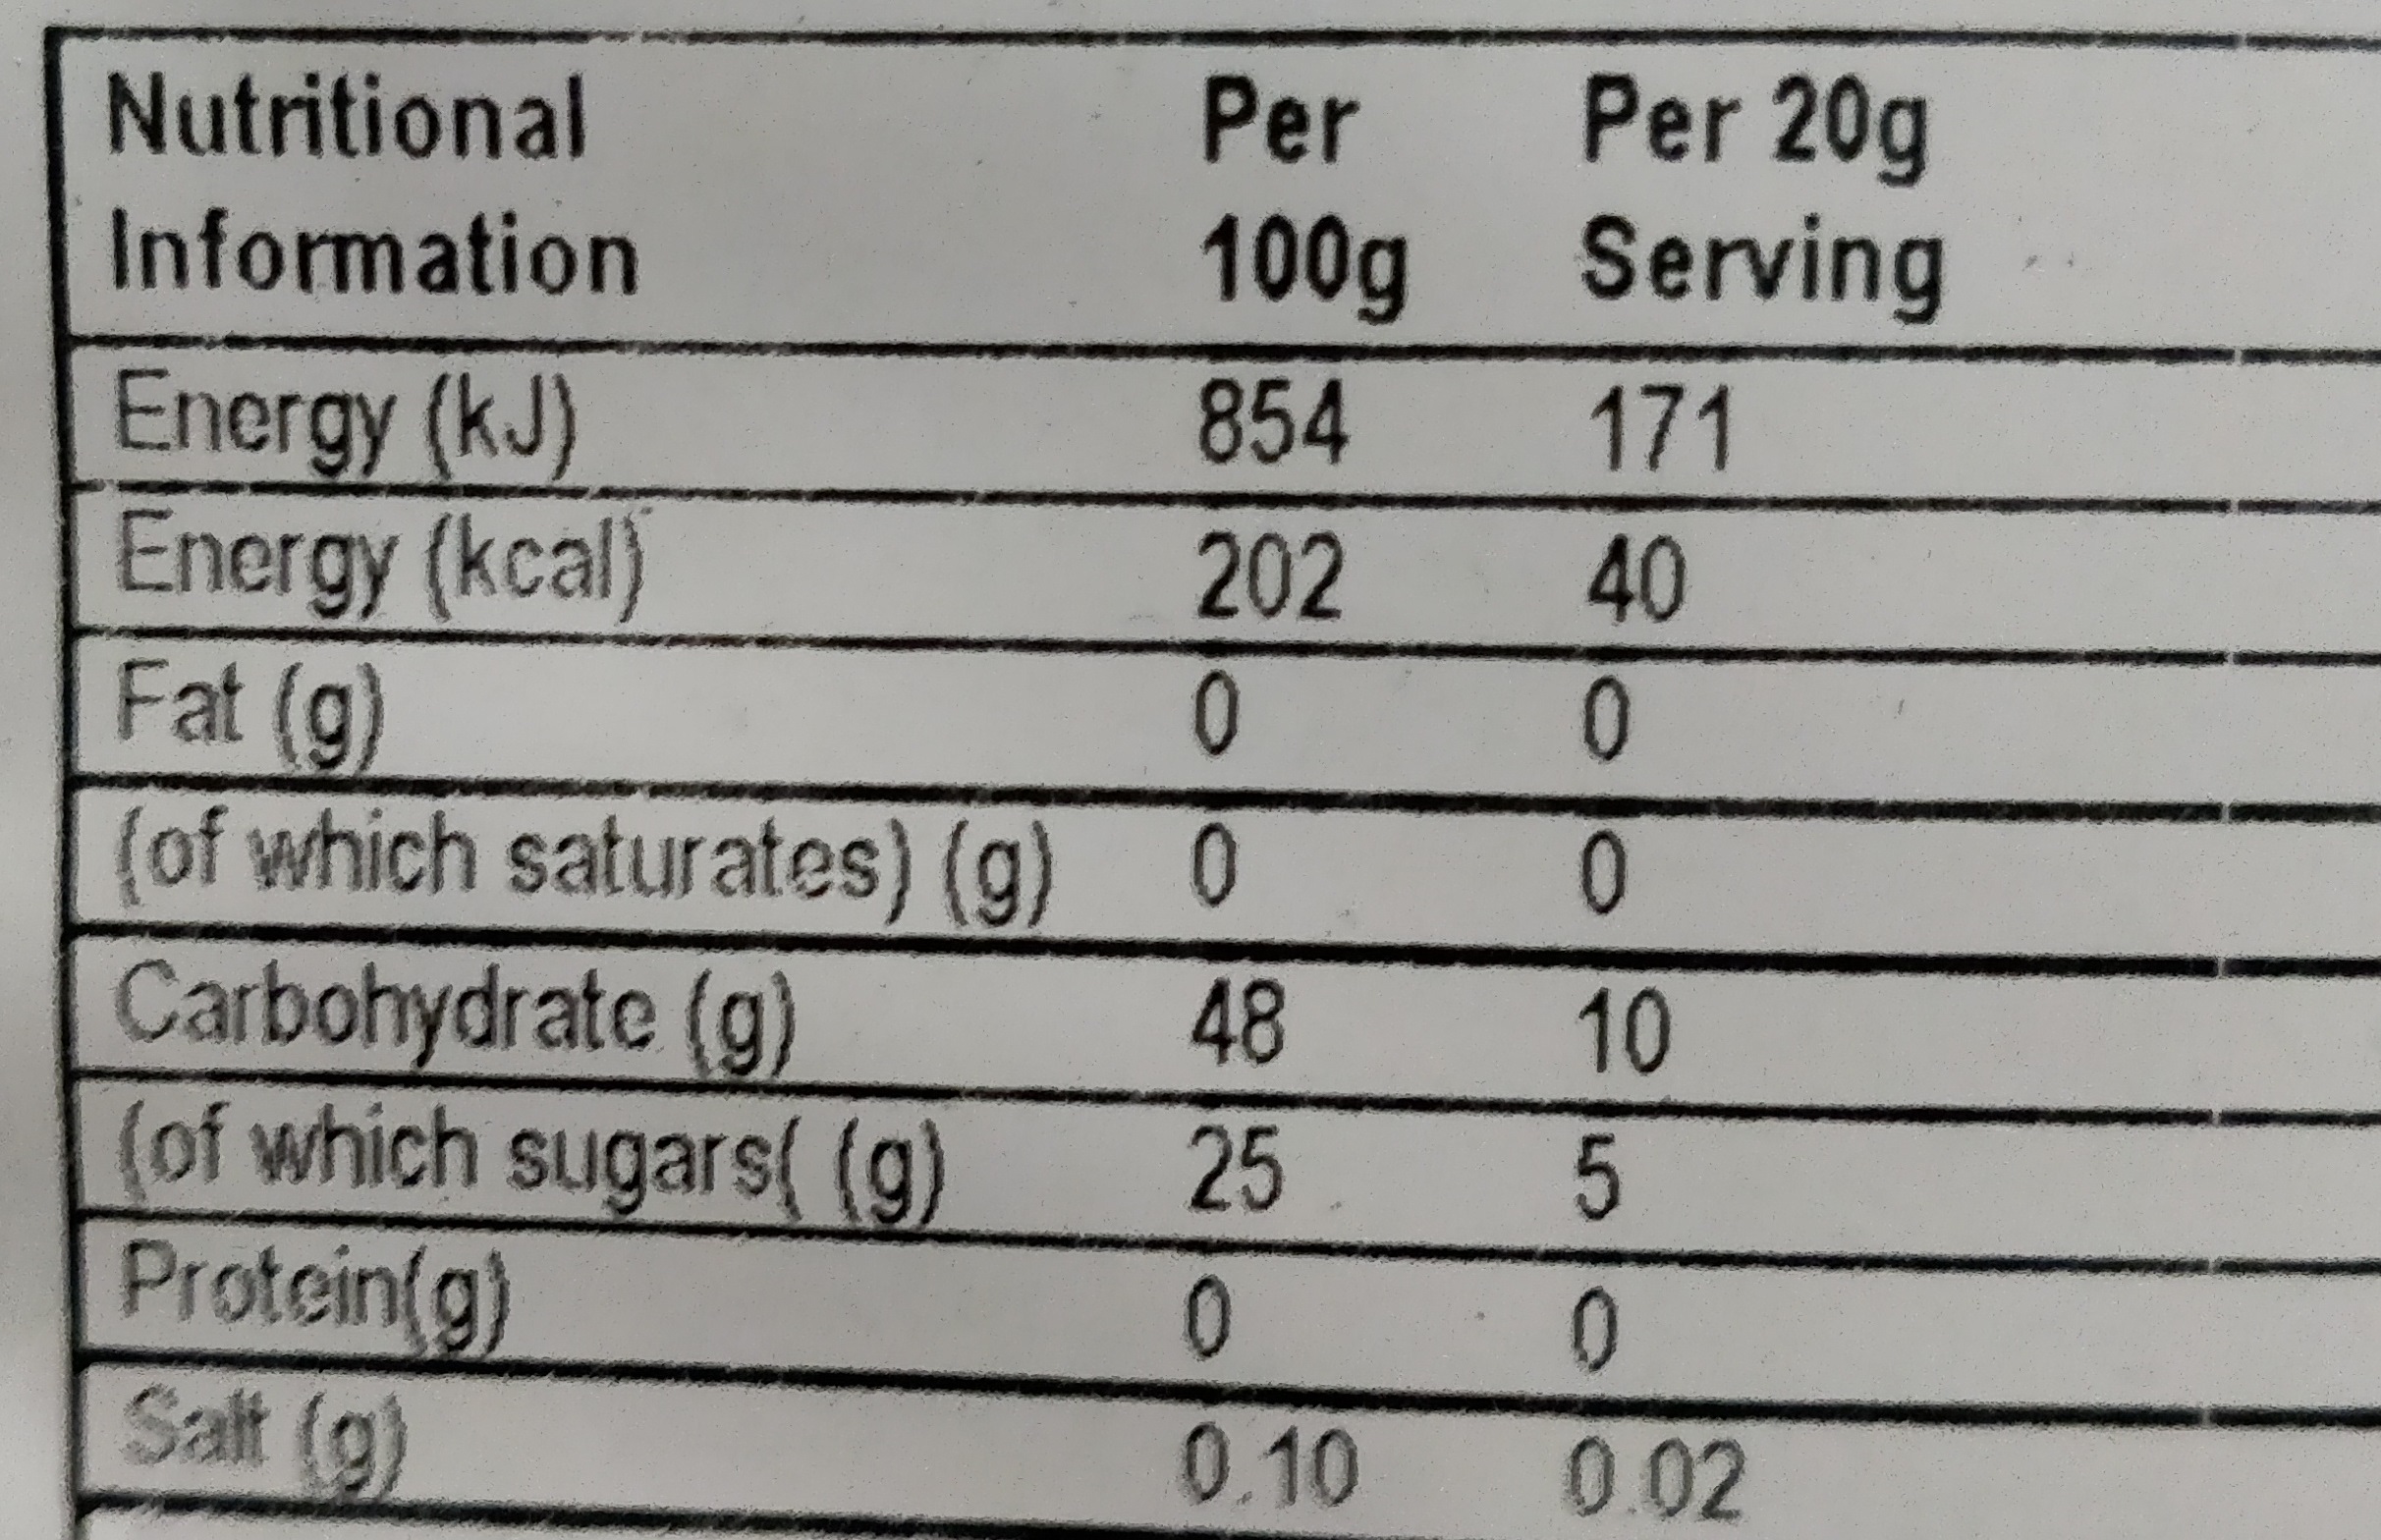 Nutritional Per Per 20g
Information 100g Serving
Energy (kJ) 854 171
Energy (kcal) 202 40
Fat (g) 0 0
(of which saturates) (g) 0 0
Carbohydrate (g) 48 10
(of which sugars( (g) 25 5
Protein(g) 0 0
Salt (g) 0.10 0.02